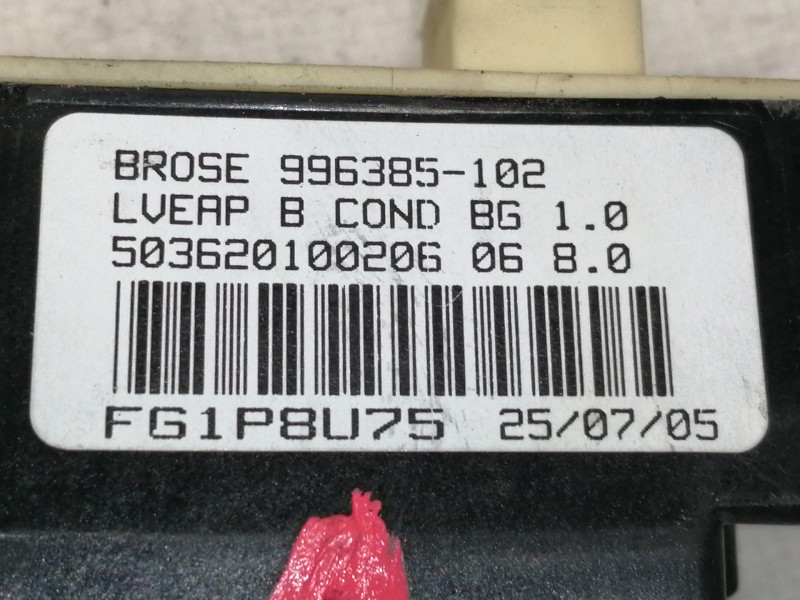 BROSE 996385-102
LVEAP B COND BG 1.0
503620100206 06 8.0
FG1P8U75 25/07/05